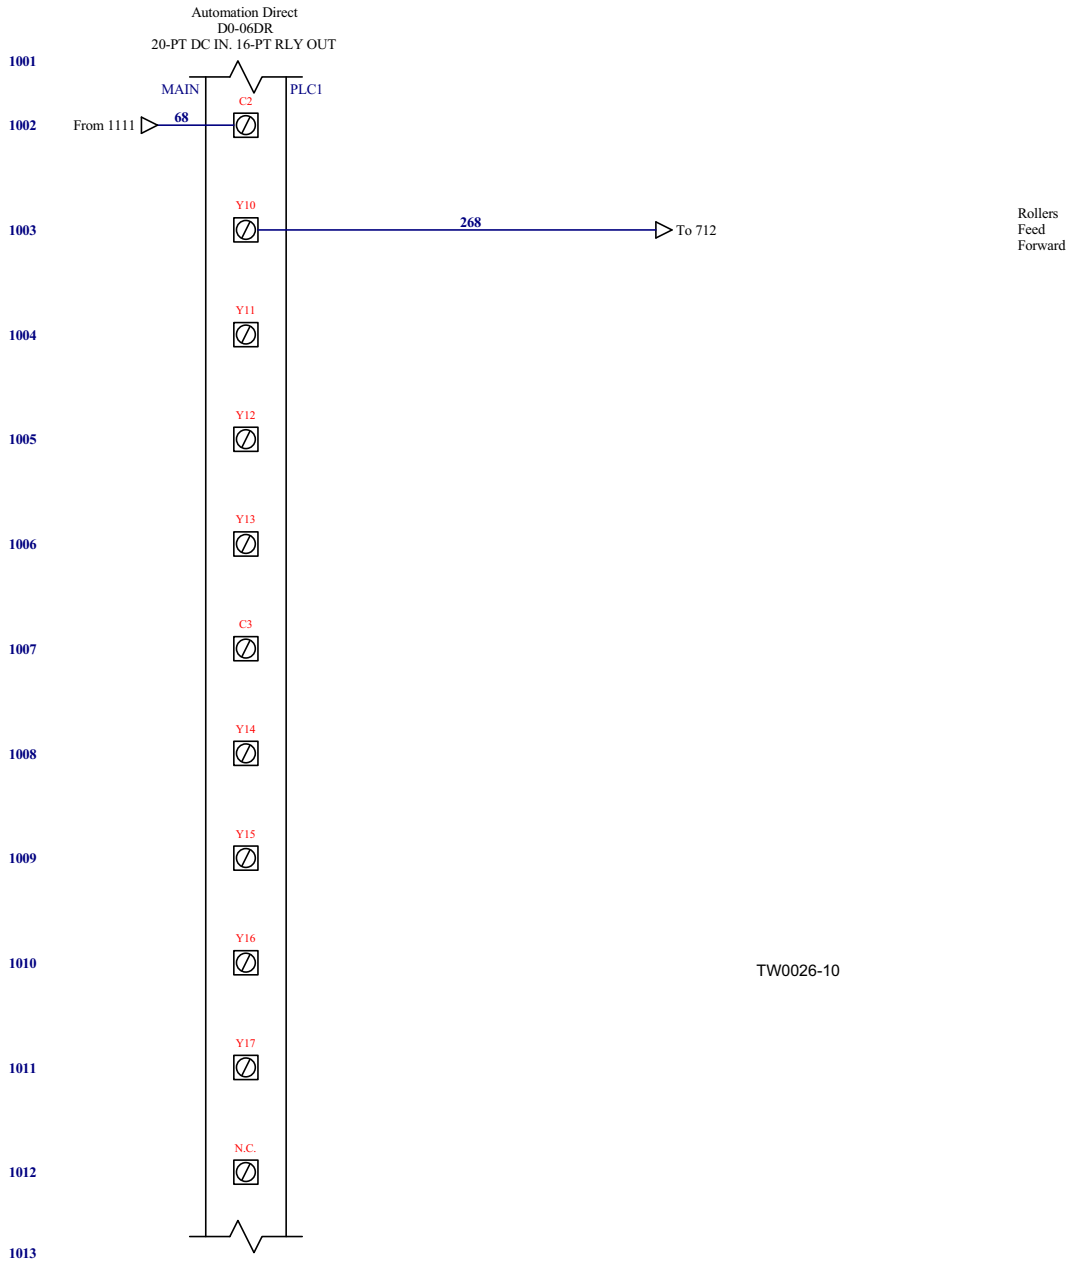 Automation Direct
D0-06DR
20-PT DC IN. 16-PT RLY OUT
1001
MAIN
PLC1
C2
1002
From 1111
68
Y10
1003
268
To 712
Rollers
Feed
Forward
Y11
1004
Y12
1005
Y13
1006
C3
1007
Y14
1008
Y15
1009
Y16
1010
TW0026-10
Y17
1011
N.C.
1012
1013